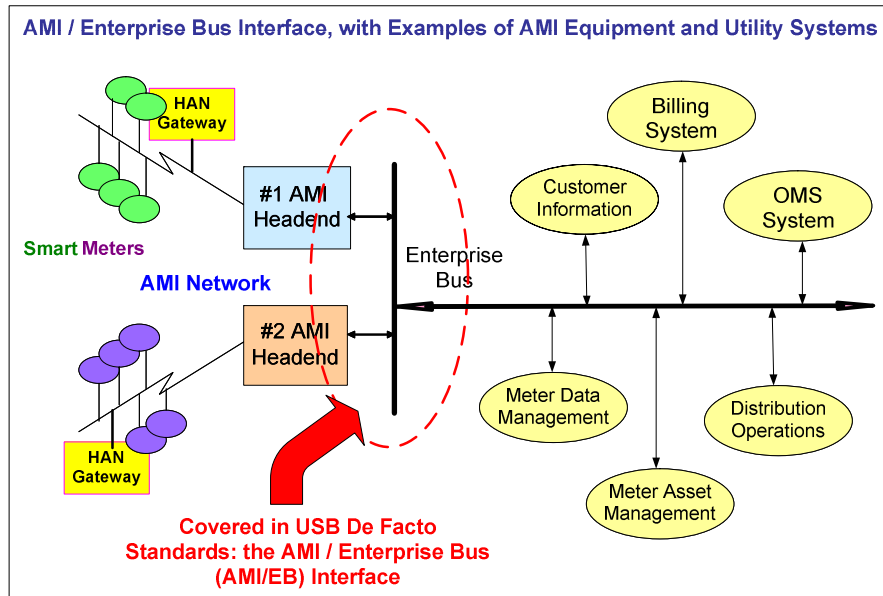 AMI / Enterprise Bus Interface, with Examples of AMI Equipment and Utility Systems
HAN
Gateway
#1 AMI
Headend
Smart Meters
AMI Network
#2 AMI
Headend
HAN
Gateway
Enterprise
Bus
Customer
Information
Billing
System
OMS
System
Meter Data
Management
Meter Asset
Management
Distribution
Operations
Covered in USB De Facto
Standards: the AMI / Enterprise Bus
(AMI/EB) Interface